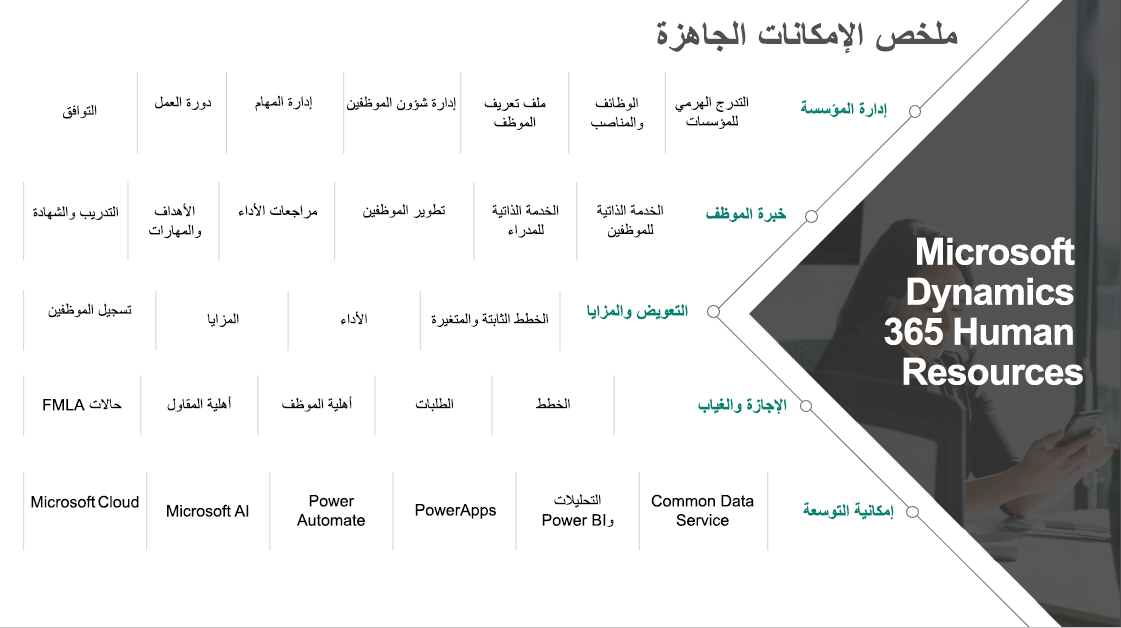 ملخص الإمكانات الجاهزة
إدارة المؤسسة
التدرج الهرمي
للمؤسسات
الوظائف
والمناصب
ملف تعريف
الموظف
إدارة شؤون الموظفين
إدارة المهام
دورة العمل
التوافق
خبرة الموظف
الخدمة الذاتية
للموظفين
الخدمة الذاتية
للمدراء
تطوير الموظفين
مراجعات الأداء
الأهداف
والمهارات
التدريب والشهادة
التعويض والمزايا
الخطط الثابتة والمتغيرة
الأداء
المزايا
تسجيل الموظفين
الإجازة والغياب
الخطط
الطلبات
أهلية الموظف
أهلية المقاول
حالات FMLA
إمكانية التوسعة
Common Data
Service
التحليلات
وPower BI
PowerApps
Power
Automate
Microsoft AI
Microsoft Cloud
Microsoft
Dynamics
365 Human
Resources